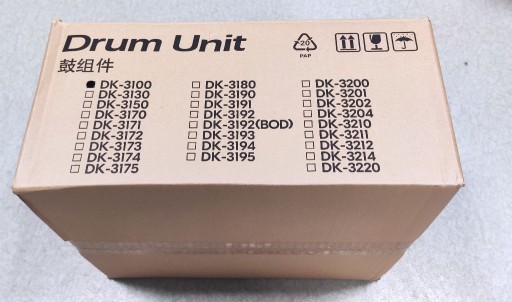 Drum Unit
鼓组件
20
PAP
DK-3100
DK-3130
DK-3150
DK-3170
DK-3171
DK-3172
DK-3173
DK-3174
DK-3175
DK-3180
DK-3190
DK-3191
DK-3192
DK-3192(BOD)
DK-3193
DK-3194
DK-3195
DK-3200
DK-3201
DK-3202
DK-3204
DK-3210
DK-3211
DK-3212
DK-3214
DK-3220